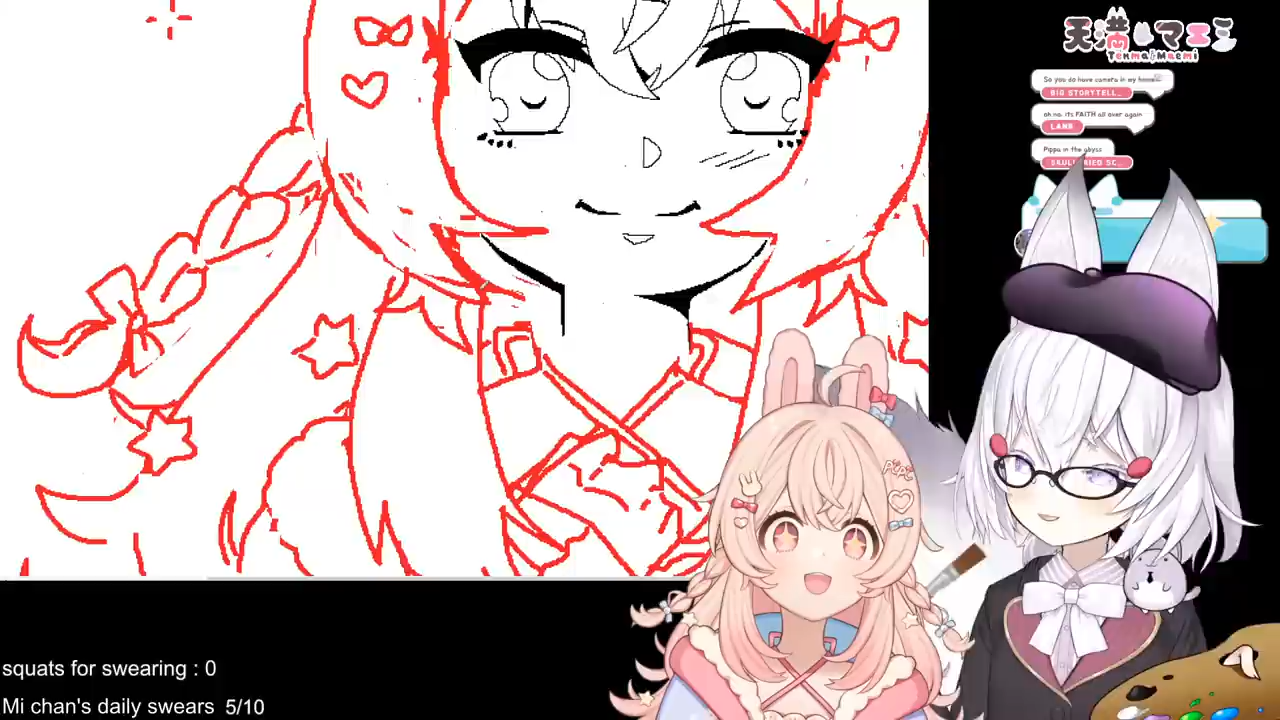 天満 マエミ
Tenma Maemi
So you do have camera in my home
BIG STORYTELL...
oh no, its FAITH all over again
LANS
Pippa in the abyss
PiPi
squats for swearing : 0
Mi chan's daily swears 5/10